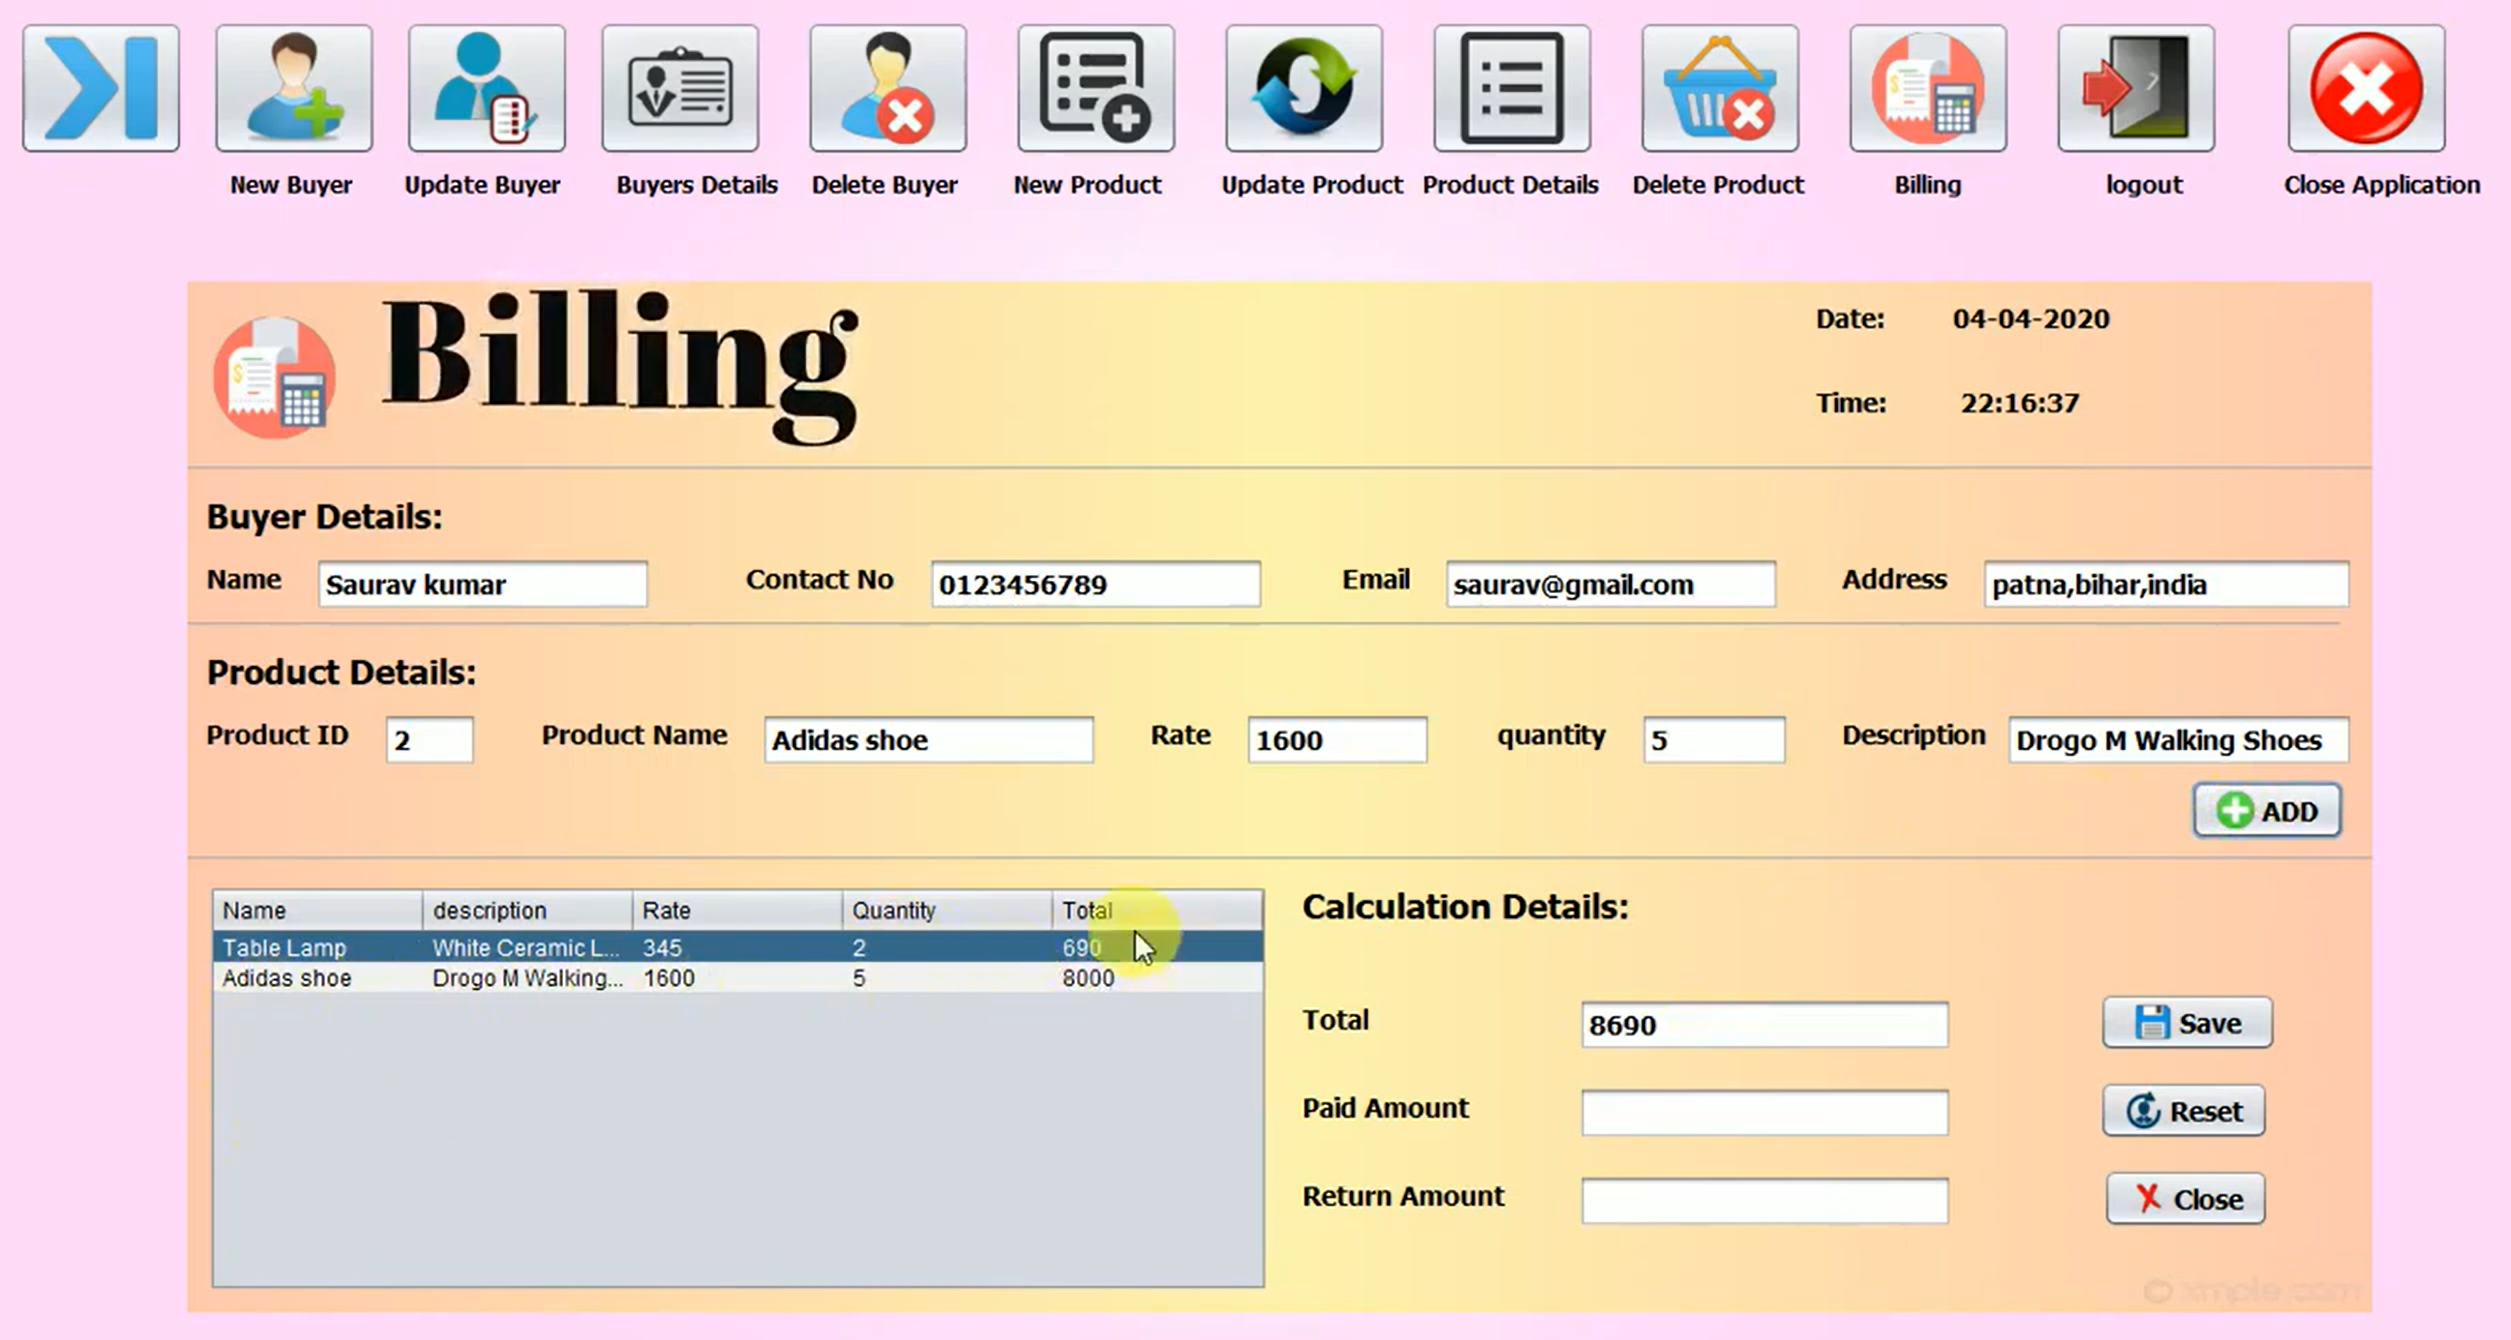 New Buyer Update Buyer Buyers Details Delete Buyer New Product Update Product Product Details Delete Product Billing logout Close Application
Billing
Date: 04-04-2020
Time: 22:16:37
Buyer Details:
Name Saurav kumar Contact No 0123456789 Email saurav@gmail.com Address patna,bihar,india
Product Details:
Product ID 2 Product Name Adidas shoe Rate 1600 quantity 5 Description Drogo M Walking Shoes
ADD
Name description Rate Quantity Total
Table Lamp White Ceramic L... 345 2 690
Adidas shoe Drogo M Walking... 1600 5 8000
Calculation Details:
Total 8690 Save
Paid Amount Reset
Return Amount Close